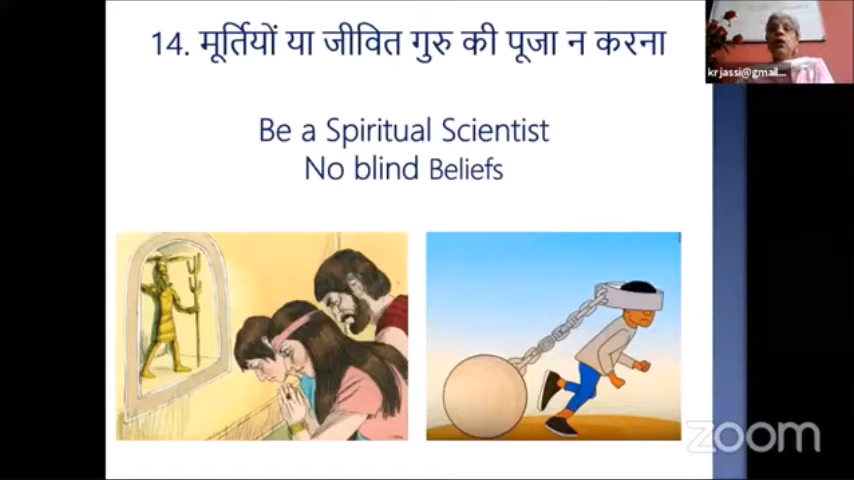 14. मूर्तियों या जीवित गुरु की पूजा न करना
krjassi@gmail...
Be a Spiritual Scientist
No blind Beliefs
zoom